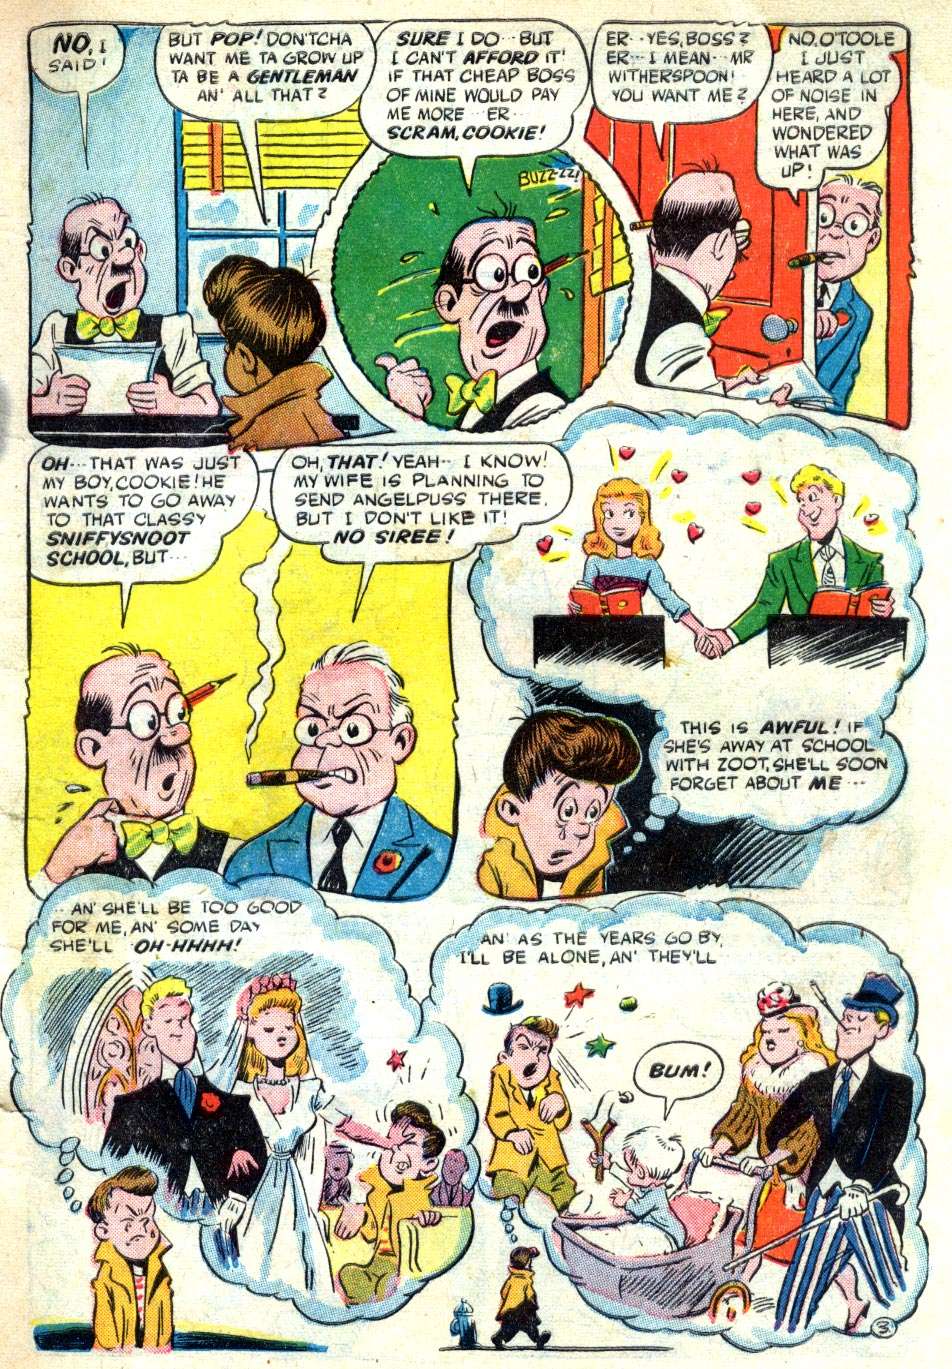 NO, I
SAID!
BUT POP! DON'TCHA
WANT ME TA GROW UP
TA BE A GENTLEMAN
AN' ALL THAT?
SURE I DO -- BUT
I CAN'T AFFORD IT!
IF THAT CHEAP BOSS
OF MINE WOULD PAY
ME MORE -- ER --
SCRAM, COOKIE!
BUZZ-ZZ!
ER -- YES, BOSS?
ER -- I MEAN -- MR
WITHERSPOON!
YOU WANT ME?
NO, O'TOOLE
I JUST
HEARD A LOT
OF NOISE IN
HERE, AND
WONDERED
WHAT WAS
UP!
OH --- THAT WAS JUST
MY BOY, COOKIE! HE
WANTS TO GO AWAY
TO THAT CLASSY
SNIFFYSNOOT
SCHOOL, BUT ---
OH, THAT! YEAH -- I KNOW!
MY WIFE IS PLANNING TO
SEND ANGELPUSS THERE,
BUT I DON'T LIKE IT!
NO SIREE!
THIS IS AWFUL! IF
SHE'S AWAY AT SCHOOL
WITH ZOOT, SHE'LL SOON
FORGET ABOUT ME ---
-- AN' SHE'LL BE TOO GOOD
FOR ME, AN' SOME DAY
SHE'LL -- OH-HHHH!
AN' AS THE YEARS GO BY,
I'LL BE ALONE, AN' THEY'LL
BUM!
3